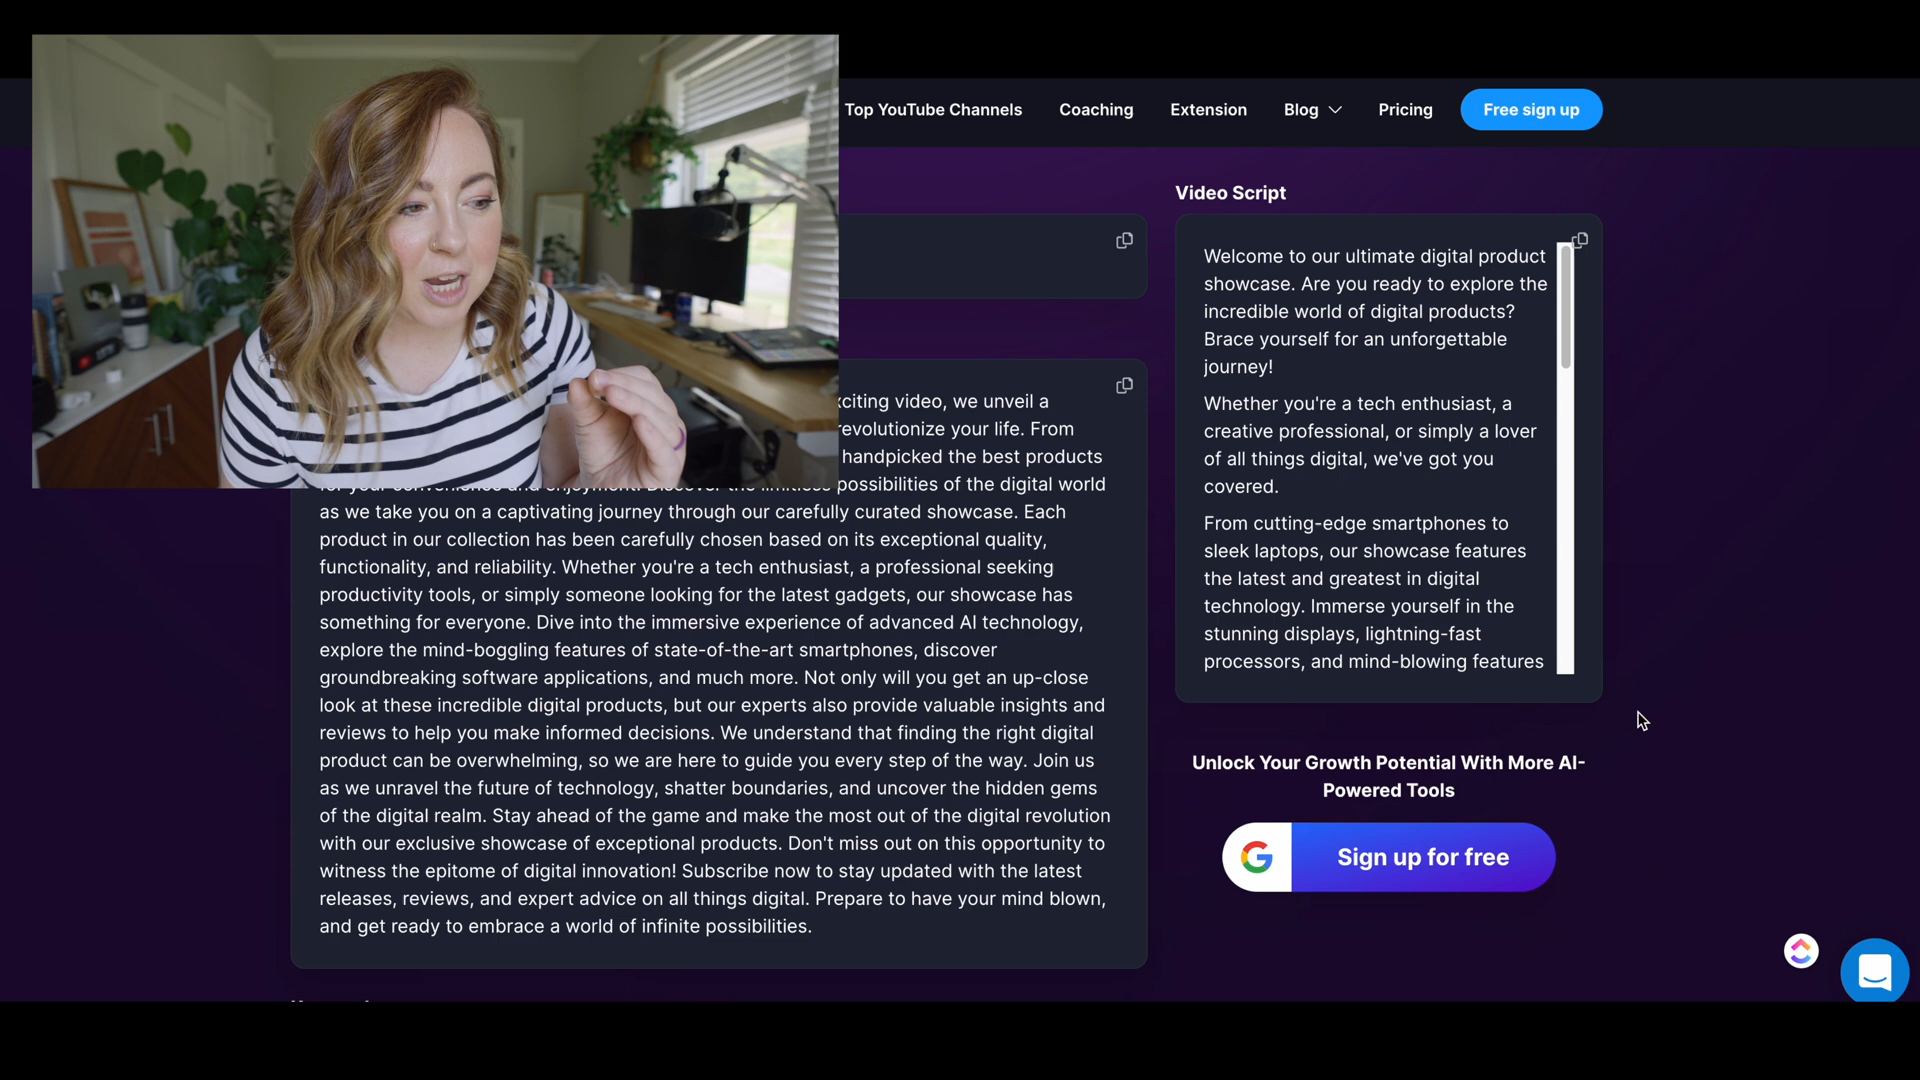 Top YouTube Channels
Coaching
Extension
Blog
Pricing
Free sign up
Video Script
Welcome to our ultimate digital product
showcase. Are you ready to explore the
incredible world of digital products?
Brace yourself for an unforgettable
journey!
Whether you're a tech enthusiast, a
creative professional, or simply a lover
of all things digital, we've got you
covered.
From cutting-edge smartphones to
sleek laptops, our showcase features
the latest and greatest in digital
technology. Immerse yourself in the
stunning displays, lightning-fast
processors, and mind-blowing features
video, we unveil a
revolutionize your life. From
handpicked the best products
possibilities of the digital world
as we take you on a captivating journey through our carefully curated showcase. Each
product in our collection has been carefully chosen based on its exceptional quality,
functionality, and reliability. Whether you're a tech enthusiast, a professional seeking
productivity tools, or simply someone looking for the latest gadgets, our showcase has
something for everyone. Dive into the immersive experience of advanced AI technology,
explore the mind-boggling features of state-of-the-art smartphones, discover
groundbreaking software applications, and much more. Not only will you get an up-close
look at these incredible digital products, but our experts also provide valuable insights and
reviews to help you make informed decisions. We understand that finding the right digital
product can be overwhelming, so we are here to guide you every step of the way. Join us
as we unravel the future of technology, shatter boundaries, and uncover the hidden gems
of the digital realm. Stay ahead of the game and make the most out of the digital revolution
with our exclusive showcase of exceptional products. Don't miss out on this opportunity to
witness the epitome of digital innovation! Subscribe now to stay updated with the latest
releases, reviews, and expert advice on all things digital. Prepare to have your mind blown,
and get ready to embrace a world of infinite possibilities.
Unlock Your Growth Potential With More AI-
Powered Tools
Sign up for free